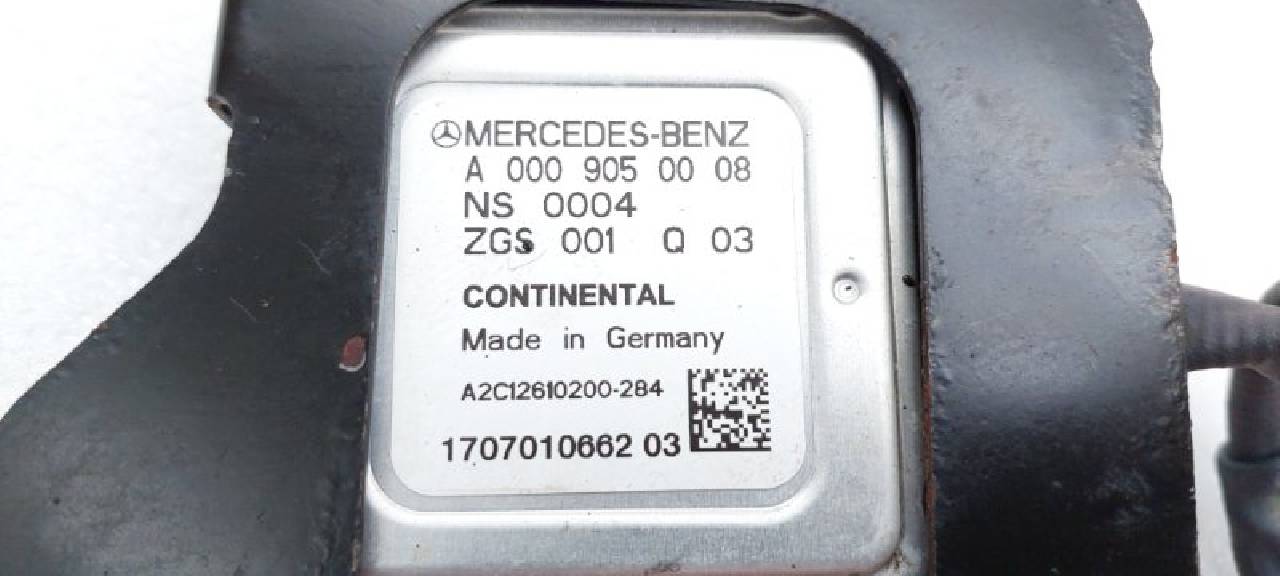 MERCEDES-BENZ
A 000 905 00 08
NS 0004
ZGS 001 Q 03
CONTINENTAL
Made in Germany
A2C12610200-284
1707010662 03